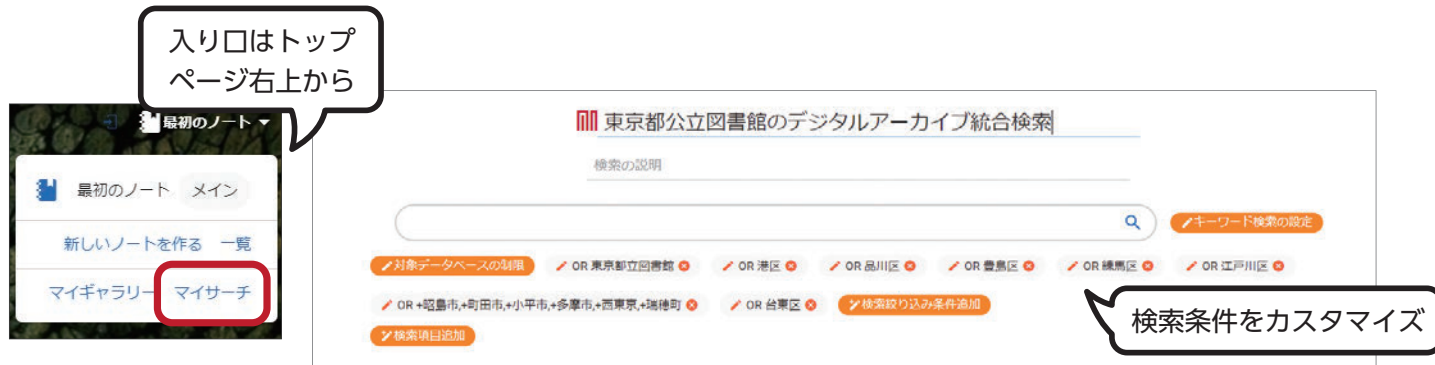 入り口はトップ
ページ右上から
最初のノート
最初のノート メイン
新しいノートを作る 一覧
マイギャラリー マイサーチ
東京都公立図書館のデジタルアーカイブ統合検索
検索の説明
キーワード検索の設定
対象データベースの制限 OR 東京都立図書館 OR 港区 OR 品川区 OR 豊島区 OR 練馬区 OR 江戸川区
OR +昭島市,+町田市,+小平市,+多摩市,+西東京,+瑞穂町 OR 台東区 検索絞り込み条件追加
検索項目追加
検索条件をカスタマイズ